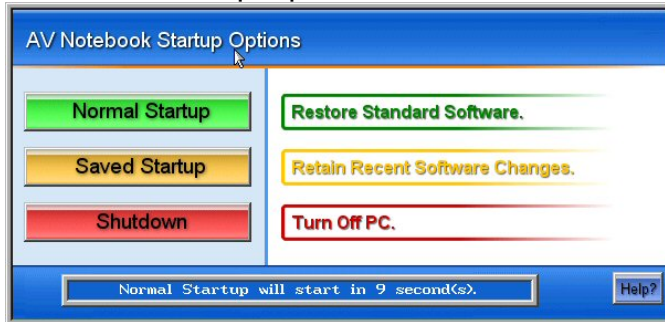 AV Notebook Startup Options
Normal Startup
Restore Standard Software.
Saved Startup
Retain Recent Software Changes.
Shutdown
Turn Off PC.
Normal Startup will start in 9 second(s).
Help?